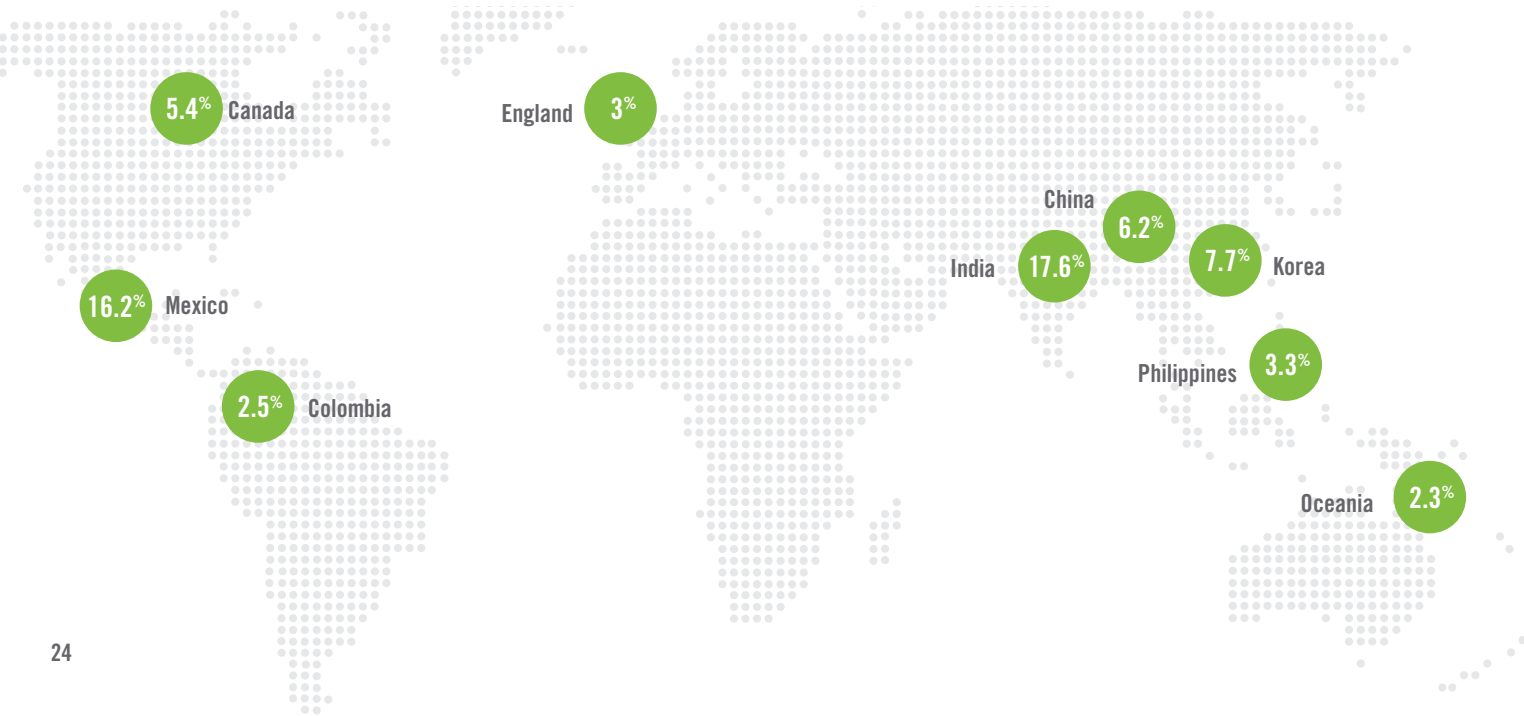 5.4% Canada
England 3%
China 6.2%
India 17.6%
7.7% Korea
16.2% Mexico
Philippines 3.3%
2.5% Colombia
Oceania 2.3%
24